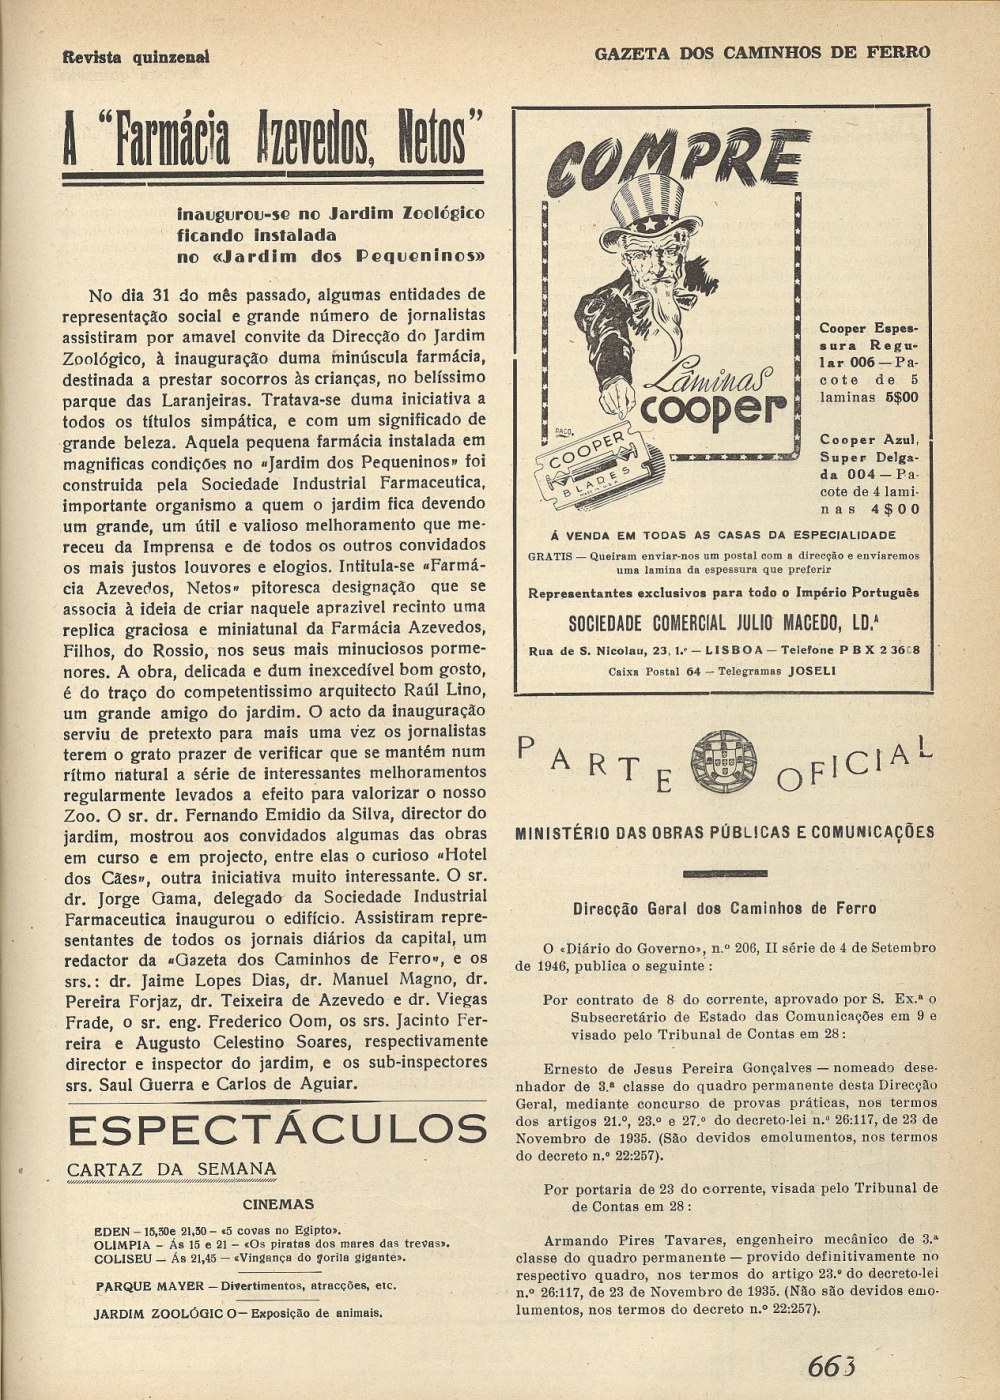 Revista quinzenal
GAZETA DOS CAMINHOS DE FERRO
A “Farmácia Azevedos, Netos”
inaugurou-se no Jardim Zoológico
ficando instalada
no «Jardim dos Pequeninos»
No dia 31 do mês passado, algumas entidades de
representação social e grande número de jornalistas
assistiram por amavel convite da Direcção do Jardim
Zoológico, à inauguração duma minúscula farmácia,
destinada a prestar socorros às crianças, no belíssimo
parque das Laranjeiras. Tratava-se duma iniciativa a
todos os títulos simpática, e com um significado de
grande beleza. Aquela pequena farmácia instalada em
magnificas condições no «Jardim dos Pequeninos» foi
construida pela Sociedade Industrial Farmaceutica,
importante organismo a quem o jardim fica devendo
um grande, um útil e valioso melhoramento que me-
receu da Imprensa e de todos os outros convidados
os mais justos louvores e elogios. Intitula-se «Farmá-
cia Azevedos, Netos» pitoresca designação que se
associa à ideia de criar naquele aprazivel recinto uma
replica graciosa e miniatunal da Farmácia Azevedos,
Filhos, do Rossio, nos seus mais minuciosos porme-
nores. A obra, delicada e dum inexcedível bom gosto,
é do traço do competentissimo arquitecto Raúl Lino,
um grande amigo do jardim. O acto da inauguração
serviu de pretexto para mais uma vez os jornalistas
terem o grato prazer de verificar que se mantém num
rítmo natural a série de interessantes melhoramentos
regularmente levados a efeito para valorizar o nosso
Zoo. O sr. dr. Fernando Emidio da Silva, director do
jardim, mostrou aos convidados algumas das obras
em curso e em projecto, entre elas o curioso «Hotel
dos Cães», outra iniciativa muito interessante. O sr.
dr. Jorge Gama, delegado da Sociedade Industrial
Farmaceutica inaugurou o edifício. Assistiram repre-
sentantes de todos os jornais diários da capital, um
redactor da «Gazeta dos Caminhos de Ferro», e os
srs.: dr. Jaime Lopes Dias, dr. Manuel Magno, dr.
Pereira Forjaz, dr. Teixeira de Azevedo e dr. Viegas
Frade, o sr. eng. Frederico Oom, os srs. Jacinto Fer-
reira e Augusto Celestino Soares, respectivamente
director e inspector do jardim, e os sub-inspectores
srs. Saul Guerra e Carlos de Aguiar.
ESPECTÁCULOS
CARTAZ DA SEMANA
CINEMAS
EDEN – 15,30e 21,30 – «5 covas no Egipto».
OLIMPIA – Ás 15 e 21 – «Os piratas dos mares das trevas».
COLISEU — Ás 21,45 – «Vingança do gorila gigante».
PARQUE MAYER — Divertimentos, atracções, etc.
JARDIM ZOOLÓGICO — Exposição de animais.
COMPRE
Lâminas
cooper
PACO.
COOPER
BLADES
Cooper Espes-
sura Regu-
lar 006 — Pa-
cote de 5
laminas 5$00
Cooper Azul,
Super Delga-
da 004 — Pa-
cote de 4 lami-
nas 4$00
Á VENDA EM TODAS AS CASAS DA ESPECIALIDADE
GRATIS — Queiram enviar-nos um postal com a direcção e enviaremos
uma lamina da espessura que preferir
Representantes exclusivos para todo o Império Português
SOCIEDADE COMERCIAL JULIO MACEDO, LD.ª
Rua de S. Nicolau, 23, 1.º — LISBOA — Telefone P B X 2 3608
Caixa Postal 64 — Telegramas JOSELI
PARTE OFICIAL
MINISTÉRIO DAS OBRAS PÚBLICAS E COMUNICAÇÕES
Direcção Geral dos Caminhos de Ferro
O «Diário do Governo», n.º 206, II série de 4 de Setembro
de 1946, publica o seguinte :
Por contrato de 8 do corrente, aprovado por S. Ex.ª o
Subsecretário de Estado das Comunicações em 9 e
visado pelo Tribunal de Contas em 28 :
Ernesto de Jesus Pereira Gonçalves — nomeado dese-
nhador de 3.ª classe do quadro permanente desta Direcção
Geral, mediante concurso de provas práticas, nos termos
dos artigos 21.º, 23.º e 27.º do decreto-lei n.º 26:117, de 23 de
Novembro de 1935. (São devidos emolumentos, nos termos
do decreto n.º 22:257).
Por portaria de 23 do corrente, visada pelo Tribunal de
de Contas em 28 :
Armando Pires Tavares, engenheiro mecânico de 3.ª
classe do quadro permanente — provido definitivamente no
respectivo quadro, nos termos do artigo 23.º do decreto-lei
n.º 26:117, de 23 de Novembro de 1935. (Não são devidos emo-
lumentos, nos termos do decreto n.º 22:257).
663